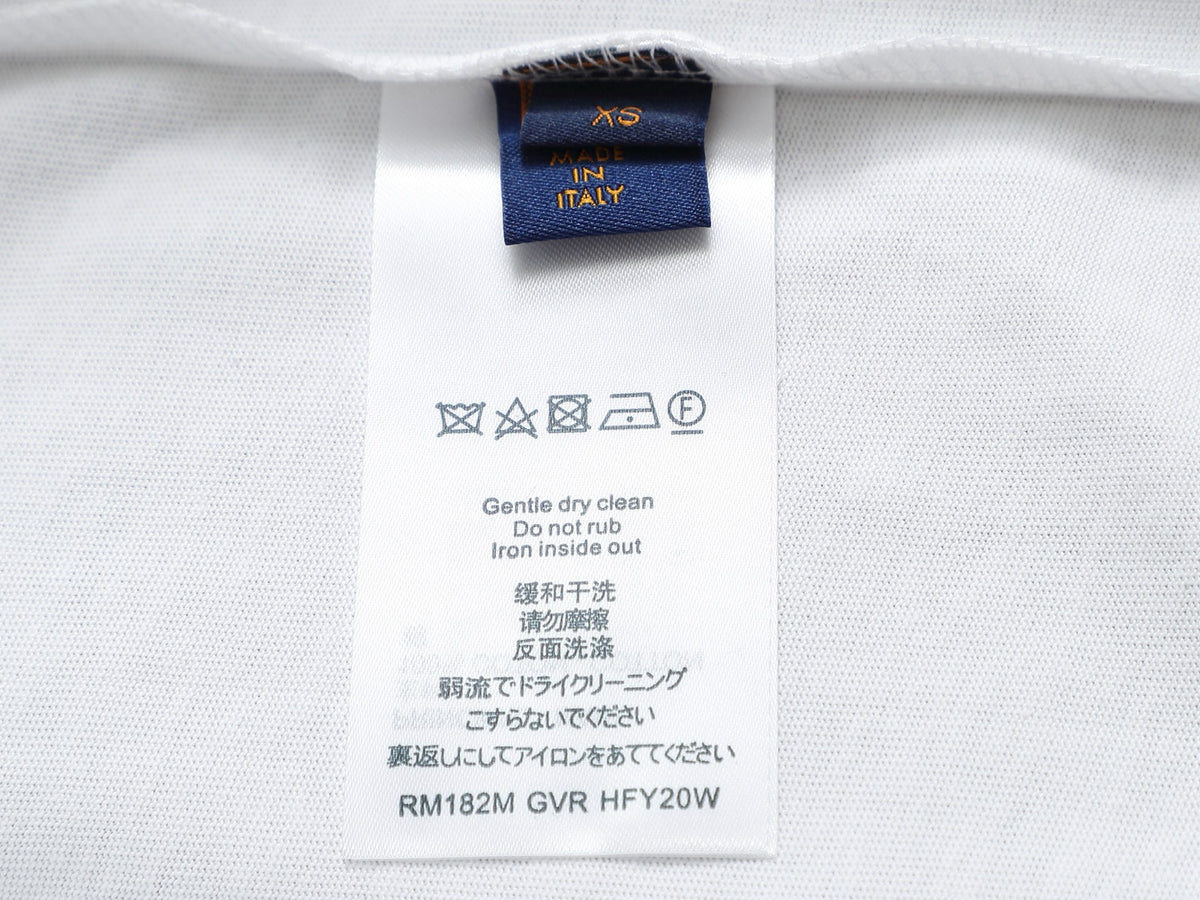 XS
MADE
IN
ITALY
F
Gentle dry clean
Do not rub
Iron inside out
缓和干洗
请勿摩擦
反面洗涤
弱流でドライクリーニング
こすらないでください
裏返しにしてアイロンをあててください
RM182M GVR HFY20W